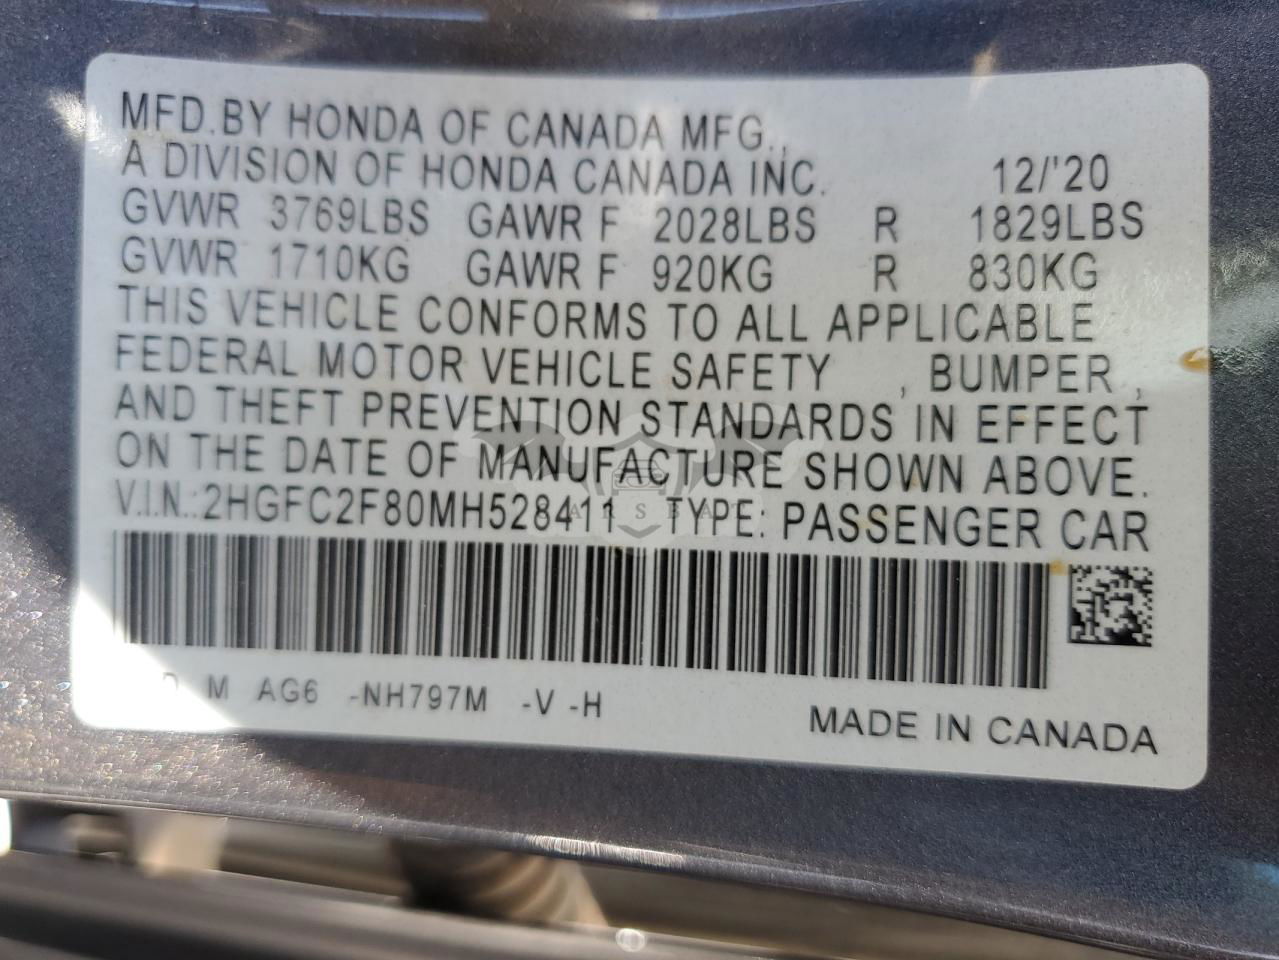 MFD.BY HONDA OF CANADA MFG.,
A DIVISION OF HONDA CANADA INC. 12/'20
GVWR 3769LBS GAWR F 2028LBS R 1829LBS
GVWR 1710KG GAWR F 920KG R 830KG
THIS VEHICLE CONFORMS TO ALL APPLICABLE
FEDERAL MOTOR VEHICLE SAFETY , BUMPER ,
AND THEFT PREVENTION STANDARDS IN EFFECT
ON THE DATE OF MANUFACTURE SHOWN ABOVE.
V.I.N.:2HGFC2F80MH528411 TYPE: PASSENGER CAR
D M AG6 -NH797M -V -H
MADE IN CANADA